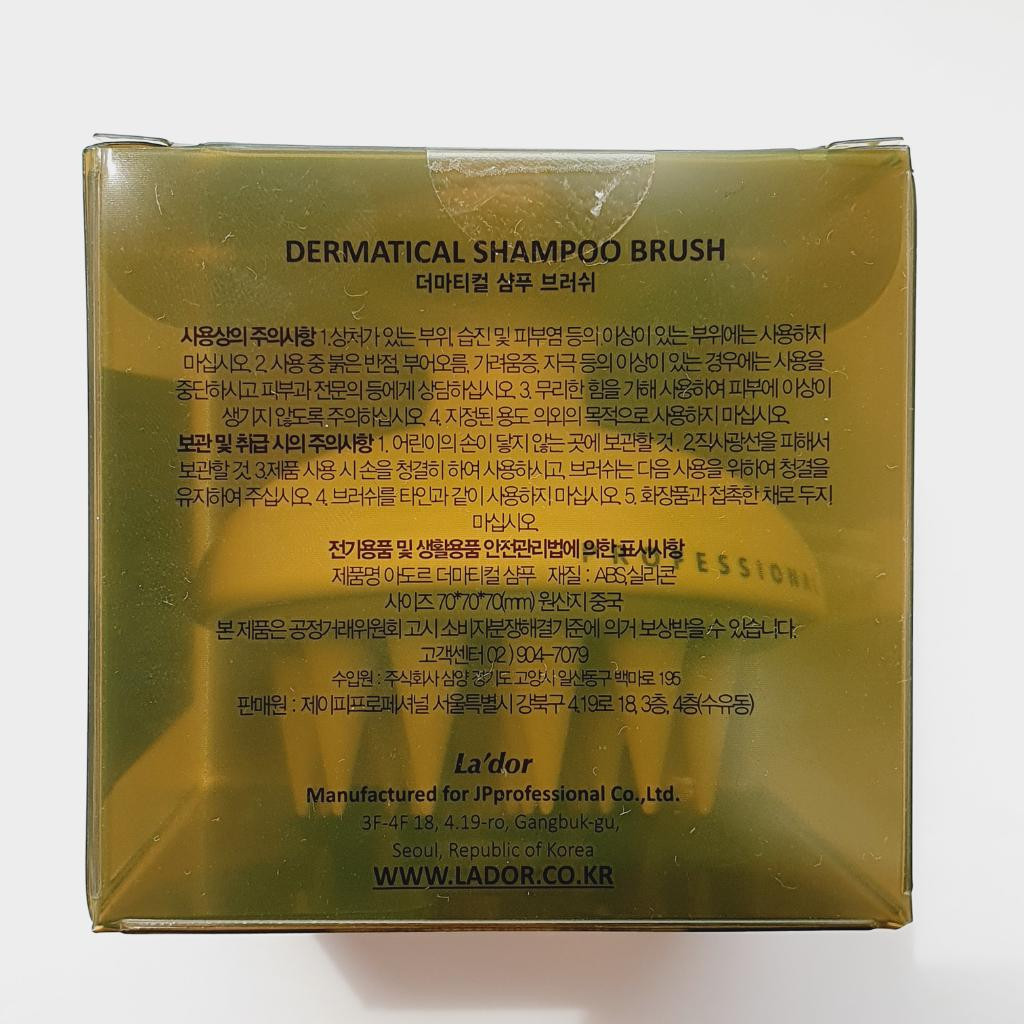 DERMATICAL SHAMPOO BRUSH
더마티컬 샴푸 브러쉬
사용상의 주의사항 1.상처가 있는 부위, 습진 및 피부염 등의 이상이 있는 부위에는 사용하지
마십시오. 2. 사용 중 붉은 반점, 부어오름, 가려움증, 자극 등의 이상이 있는 경우에는 사용을
중단하시고, 피부과 전문의 등에게 상담하십시오. 3. 무리한 힘을 가해 사용하여 피부에 이상이
생기지 않도록 주의하십시오. 4. 지정된 용도 의외의 목적으로 사용하지 마십시오.
보관 및 취급 시의 주의사항 1. 어린이의 손이 닿지 않는 곳에 보관할 것. 2.직사광선을 피해서
보관할 것. 3.제품 사용 시 손을 청결히 하여 사용하시고, 브러쉬는 다음 사용을 위하여 청결을
유지하여 주십시오. 4. 브러쉬를 타인과 같이 사용하지 마십시오. 5. 화장품과 접촉한 채로 두지
마십시오.
전기용품 및 생활용품 안전관리법에 의한 표시사항
PROFESSIONAL
제품명 아도르 더마티컬 샴푸 재질 : ABS,실리콘
사이즈 70*70*70(mm) 원산지 중국
본 제품은 공정거래위원회 고시 소비자분쟁해결기준에 의거 보상받을 수 있습니다.
고객센터 02 ) 904-7079
수입원 : 주식회사 삼양 경기도 고양시 일산동구 백마로 195
판매원 : 제이피프로페셔널 서울특별시 강북구 4.19로 18, 3층, 4층(수유동)
La'dor
Manufactured for JPprofessional Co.,Ltd.
3F-4F 18, 4.19-ro, Gangbuk-gu,
Seoul, Republic of Korea
WWW.LADOR.CO.KR